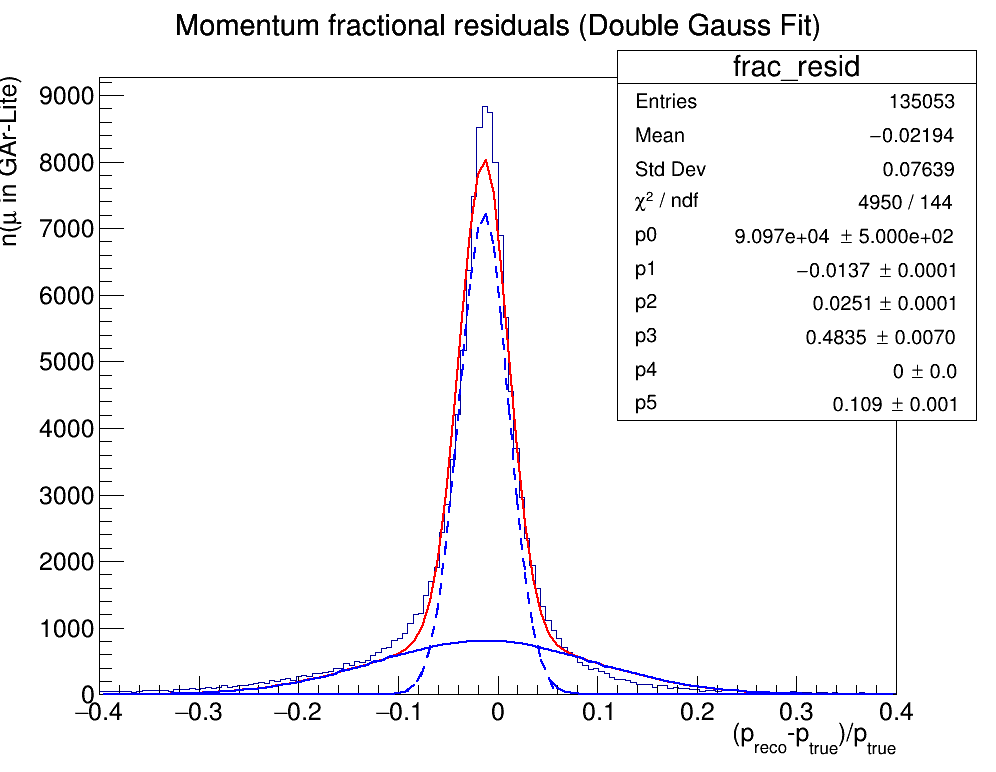 Momentum fractional residuals (Double Gauss Fit)
n(μ in GAr-Lite)
frac_resid
Entries 135053
Mean −0.02194
Std Dev 0.07639
χ² / ndf 4950 / 144
p0 9.097e+04 ± 5.000e+02
p1 −0.0137 ± 0.0001
p2 0.0251 ± 0.0001
p3 0.4835 ± 0.0070
p4 0 ± 0.0
p5 0.109 ± 0.001
9000
8000
7000
6000
5000
4000
3000
2000
1000
0
−0.4 −0.3 −0.2 −0.1 0 0.1 0.2 0.3 0.4
(p_reco-p_true)/p_true